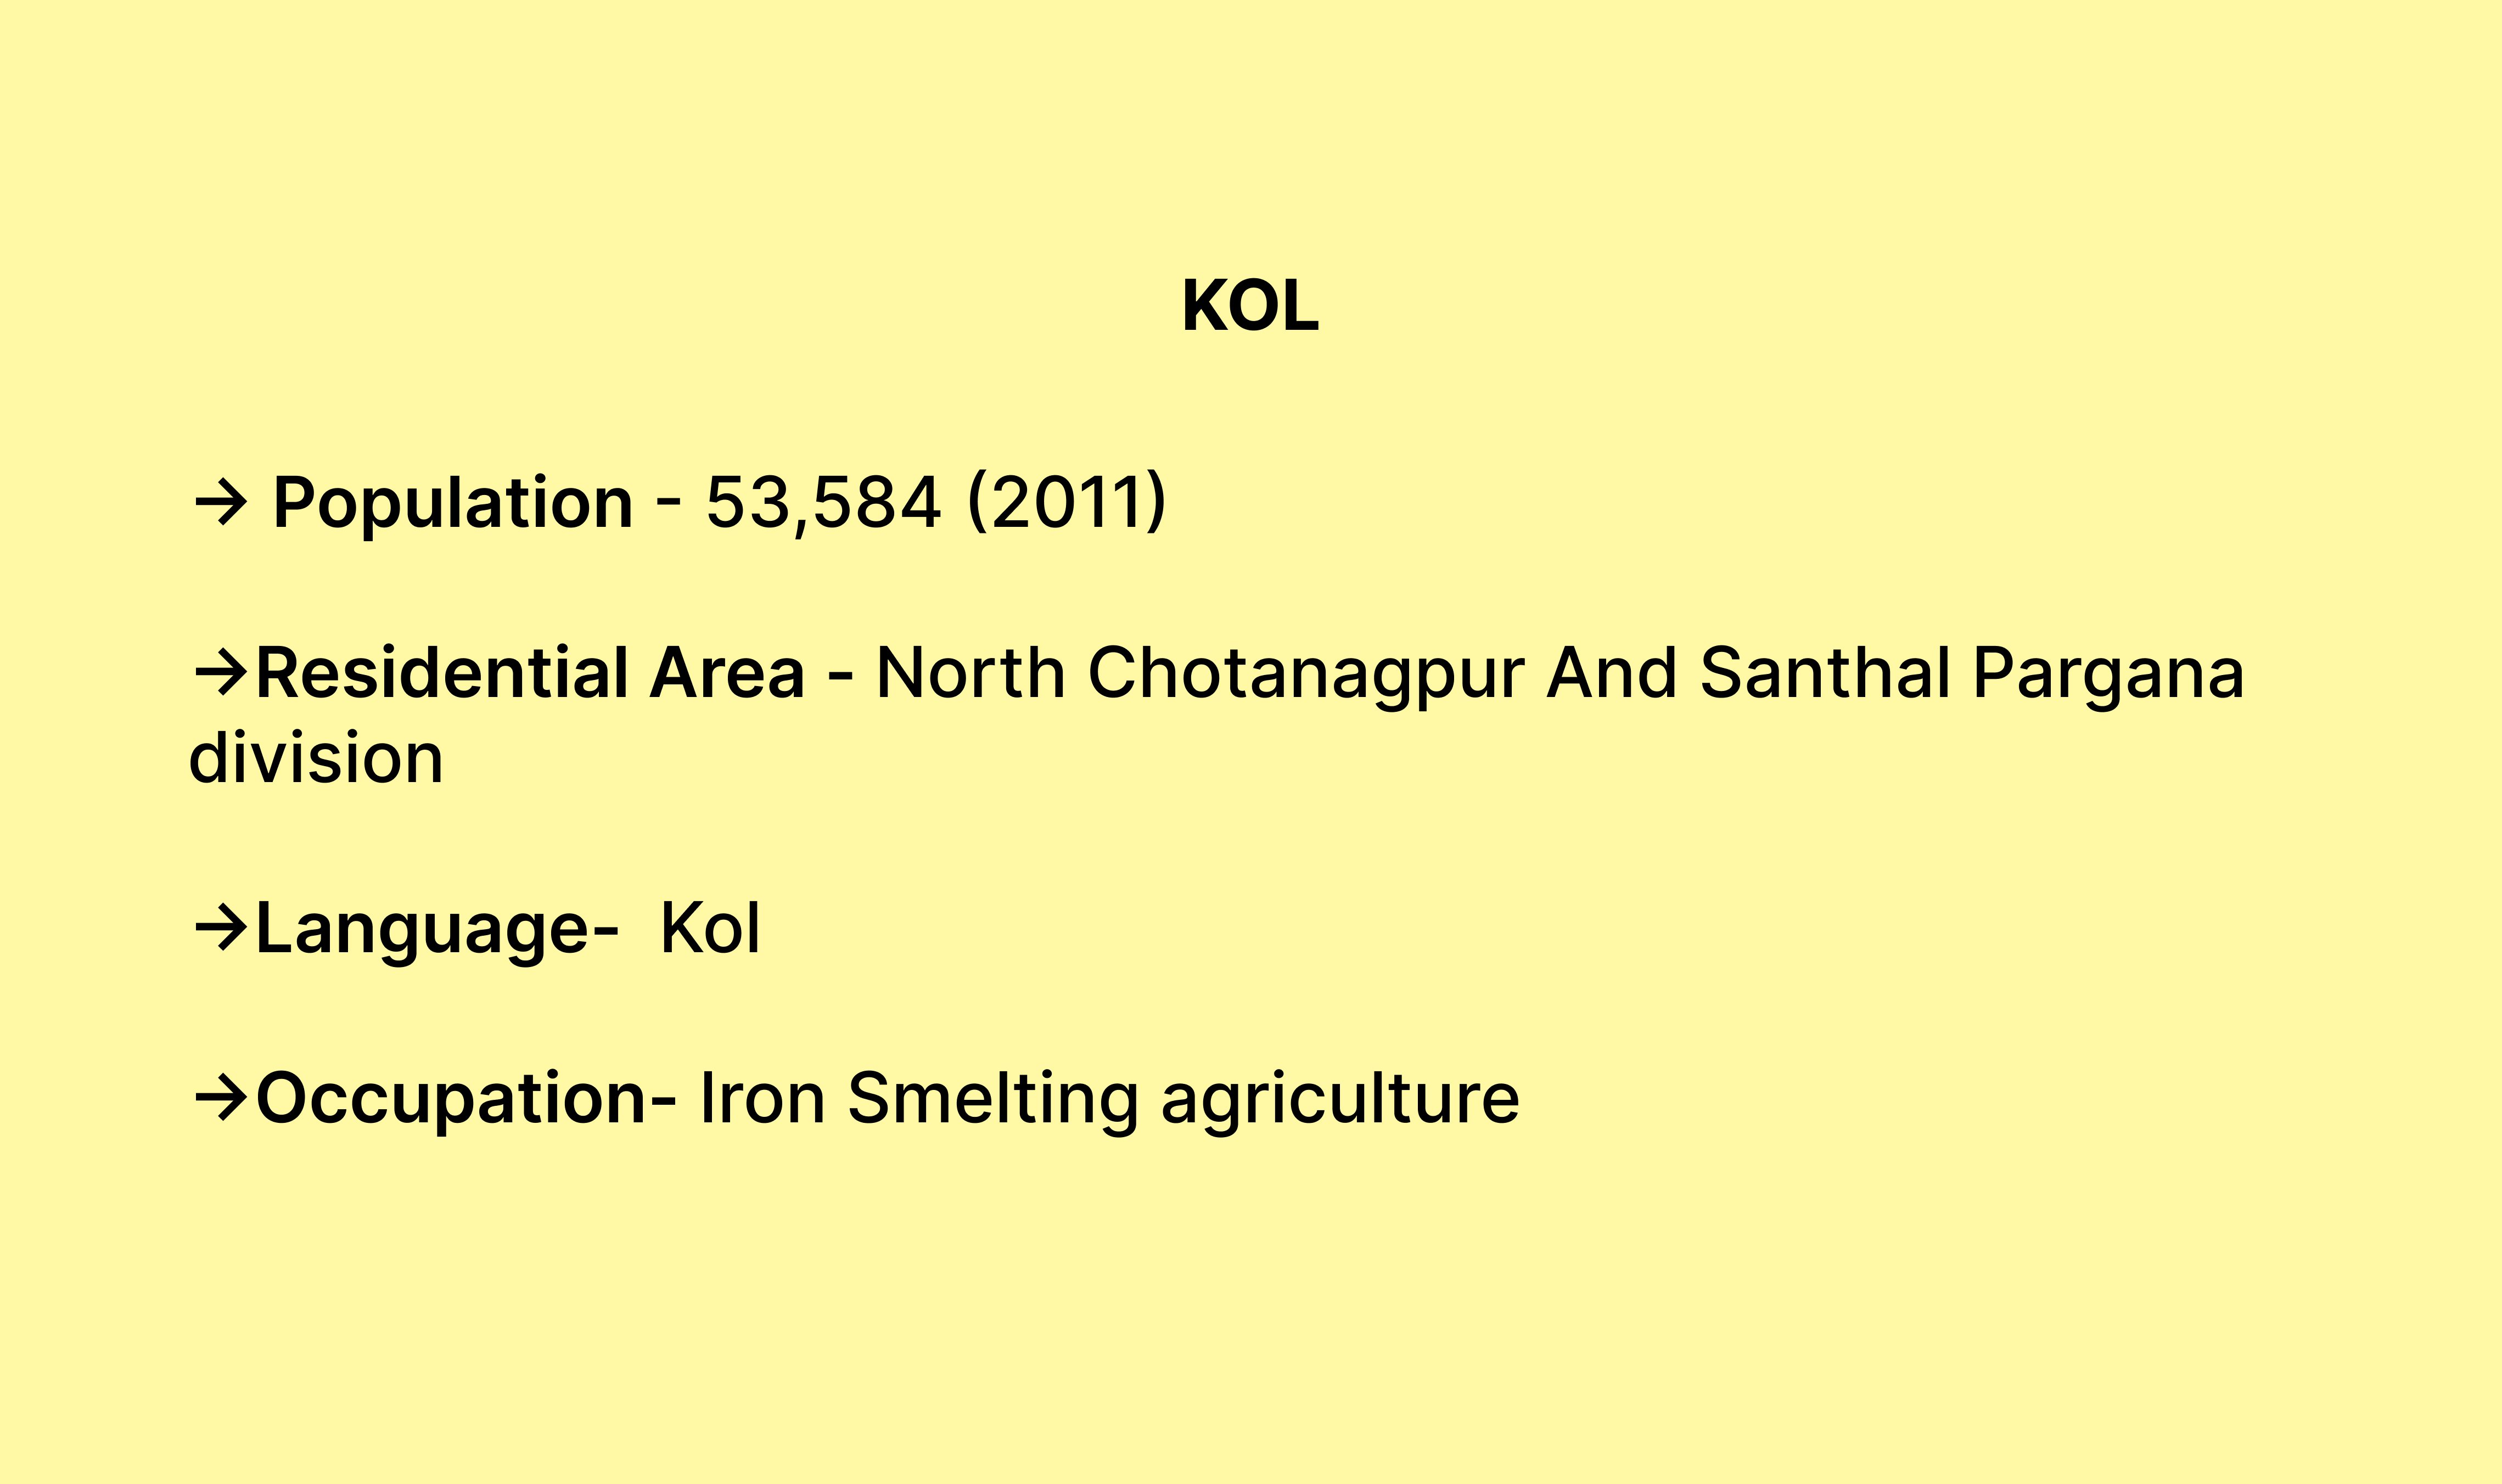 KOL
→ Population - 53,584 (2011)
→Residential Area - North Chotanagpur And Santhal Pargana
division
→Language-  Kol
→Occupation- Iron Smelting agriculture